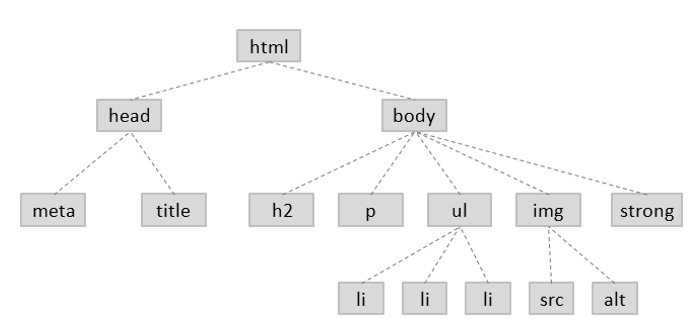 html
head body
meta title h2 p ul img strong
li li li src alt